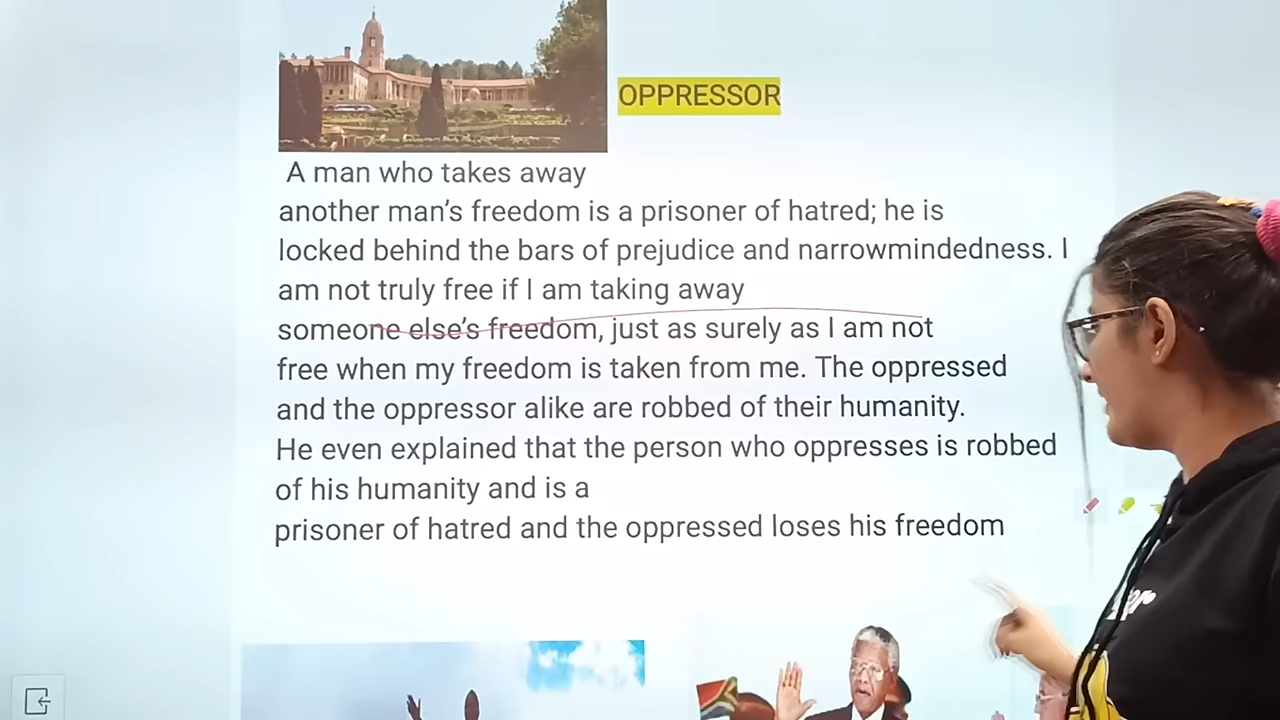 OPPRESSOR
A man who takes away
another man's freedom is a prisoner of hatred; he is
locked behind the bars of prejudice and narrowmindedness. I
am not truly free if I am taking away
someone else's freedom, just as surely as I am not
free when my freedom is taken from me. The oppressed
and the oppressor alike are robbed of their humanity.
He even explained that the person who oppresses is robbed
of his humanity and is a
prisoner of hatred and the oppressed loses his freedom